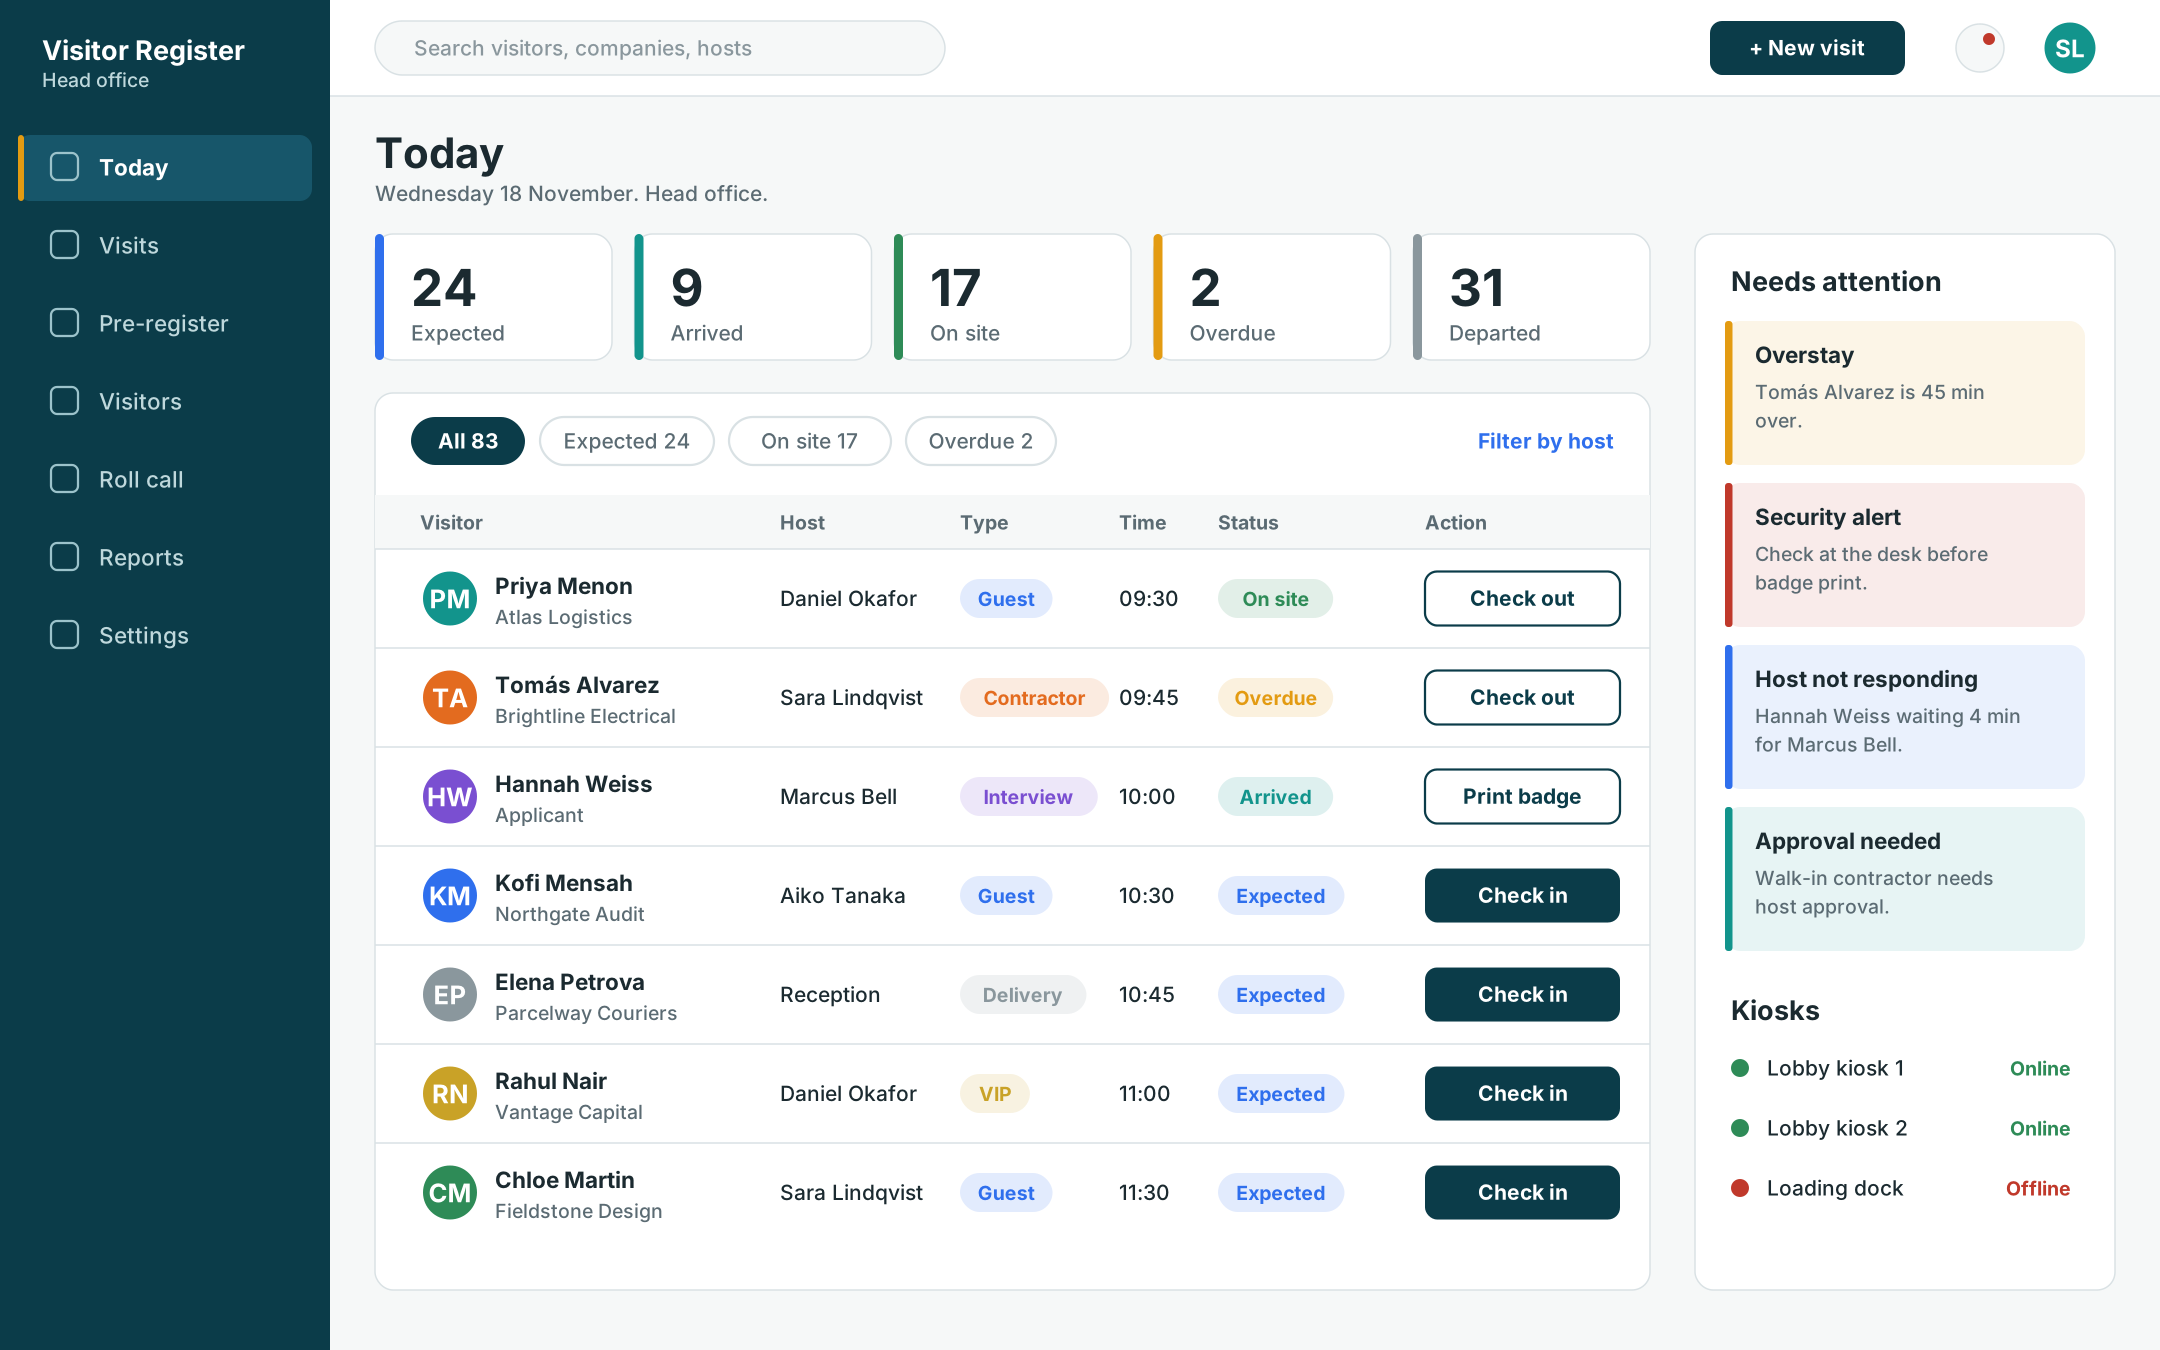 Visitor Register
Head office
Today
Visits
Pre-register
Visitors
Roll call
Reports
Settings
Search visitors, companies, hosts
+ New visit
SL
Today
Wednesday 18 November. Head office.
24
Expected
9
Arrived
17
On site
2
Overdue
31
Departed
All 83
Expected 24
On site 17
Overdue 2
Filter by host
Visitor Host Type Time Status Action
PM
Priya Menon
Atlas Logistics
Daniel Okafor
Guest
09:30
On site
Check out
TA
Tomás Alvarez
Brightline Electrical
Sara Lindqvist
Contractor
09:45
Overdue
Check out
HW
Hannah Weiss
Applicant
Marcus Bell
Interview
10:00
Arrived
Print badge
KM
Kofi Mensah
Northgate Audit
Aiko Tanaka
Guest
10:30
Expected
Check in
EP
Elena Petrova
Parcelway Couriers
Reception
Delivery
10:45
Expected
Check in
RN
Rahul Nair
Vantage Capital
Daniel Okafor
VIP
11:00
Expected
Check in
CM
Chloe Martin
Fieldstone Design
Sara Lindqvist
Guest
11:30
Expected
Check in
Needs attention
Overstay
Tomás Alvarez is 45 min
over.
Security alert
Check at the desk before
badge print.
Host not responding
Hannah Weiss waiting 4 min
for Marcus Bell.
Approval needed
Walk-in contractor needs
host approval.
Kiosks
Lobby kiosk 1 Online
Lobby kiosk 2 Online
Loading dock Offline